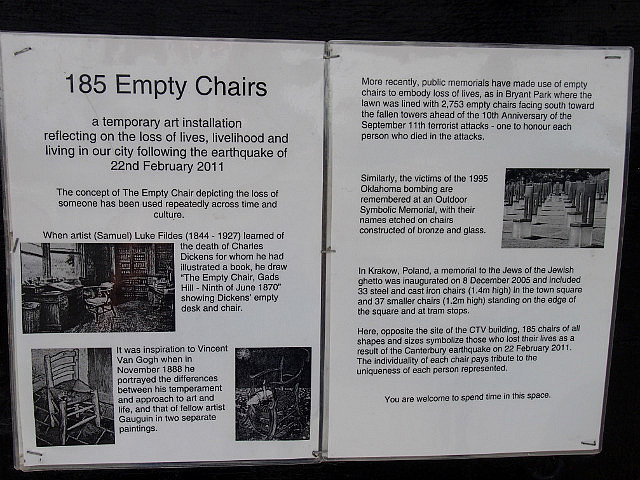 185 Empty Chairs
a temporary art installation
reflecting on the loss of lives, livelihood and
living in our city following the earthquake of
22nd February 2011
The concept of The Empty Chair depicting the loss of
someone has been used repeatedly across time and
culture.
When artist (Samuel) Luke Fildes (1844 - 1927) learned of
the death of Charles
Dickens for whom he had
illustrated a book, he drew
"The Empty Chair, Gads
Hill - Ninth of June 1870"
showing Dickens' empty
desk and chair.
It was inspiration to Vincent
Van Gogh when in
November 1888 he
portrayed the differences
between his temperament
and approach to art and
life, and that of fellow artist
Gauguin in two separate
paintings.
More recently, public memorials have made use of empty
chairs to embody loss of lives, as in Bryant Park where the
lawn was lined with 2,753 empty chairs facing south toward
the fallen towers ahead of the 10th Anniversary of the
September 11th terrorist attacks - one to honour each
person who died in the attacks.
Similarly, the victims of the 1995
Oklahoma bombing are
remembered at an Outdoor
Symbolic Memorial, with their
names etched on chairs
constructed of bronze and glass.
In Krakow, Poland, a memorial to the Jews of the Jewish
ghetto was inaugurated on 8 December 2005 and included
33 steel and cast iron chairs (1.4m high) in the town square
and 37 smaller chairs (1.2m high) standing on the edge of
the square and at tram stops.
Here, opposite the site of the CTV building, 185 chairs of all
shapes and sizes symbolize those who lost their lives as a
result of the Canterbury earthquake on 22 February 2011.
The individuality of each chair pays tribute to the
uniqueness of each person represented.
You are welcome to spend time in this space.